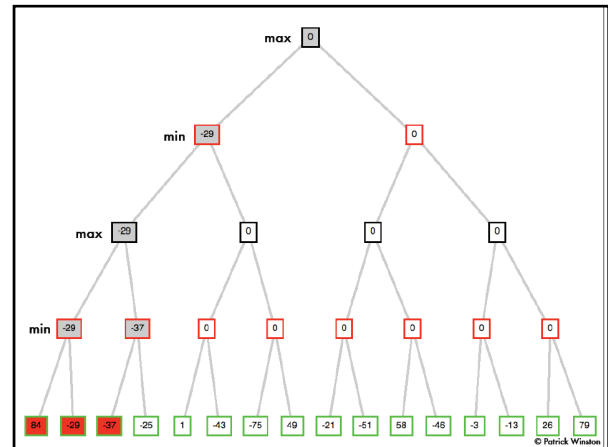 max 0
min -29 0
max -29 0 0 0
min -29 -37 0 0 0 0 0 0
84 -29 -37 -25 1 -43 -75 49 -21 -51 58 -46 -3 -13 26 79
© Patrick Winston